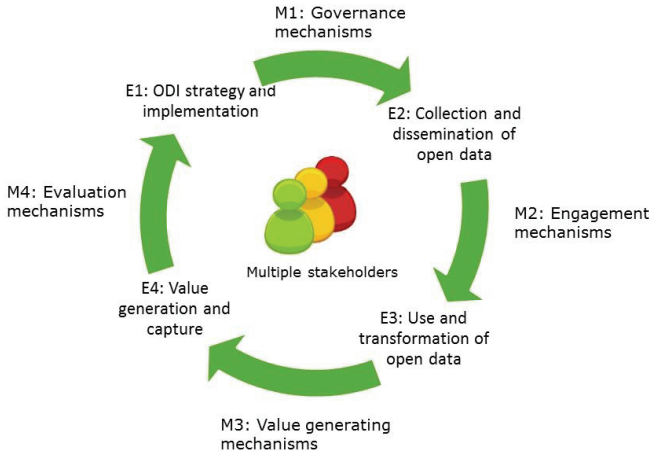 M1: Governance
mechanisms
E1: ODI strategy and
implementation
E2: Collection and
dissemination of
open data
M4: Evaluation
mechanisms
M2: Engagement
mechanisms
Multiple stakeholders
E4: Value
generation and
capture
E3: Use and
transformation of
open data
M3: Value generating
mechanisms